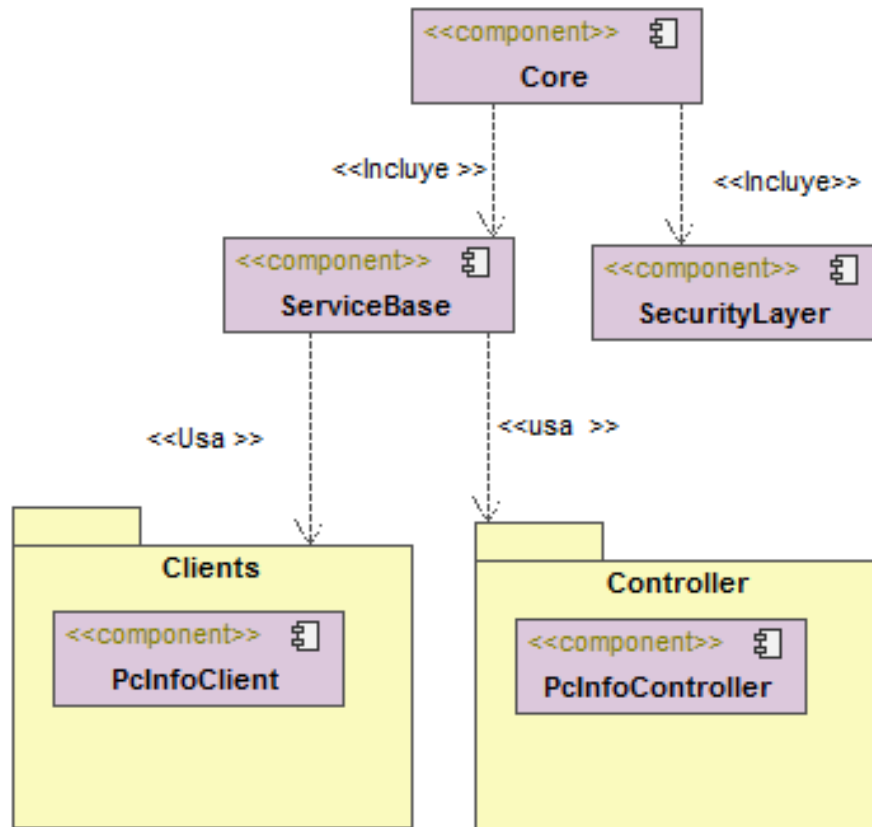 <<component>>
Core
<<Incluye >>
<<Incluye>>
<<component>>
ServiceBase
<<component>>
SecurityLayer
<<Usa >>
<<usa  >>
Clients
<<component>>
PcInfoClient
Controller
<<component>>
PcInfoController